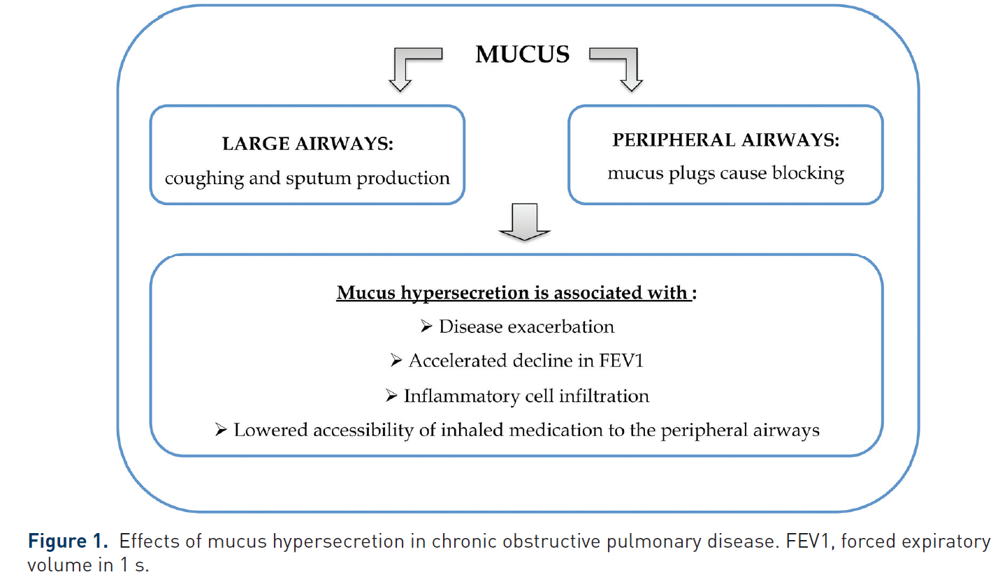 MUCUS
LARGE AIRWAYS:
coughing and sputum production
PERIPHERAL AIRWAYS:
mucus plugs cause blocking
Mucus hypersecretion is associated with :
➢ Disease exacerbation
➢ Accelerated decline in FEV1
➢ Inflammatory cell infiltration
➢ Lowered accessibility of inhaled medication to the peripheral airways
Figure 1. Effects of mucus hypersecretion in chronic obstructive pulmonary disease. FEV1, forced expiratory
volume in 1 s.